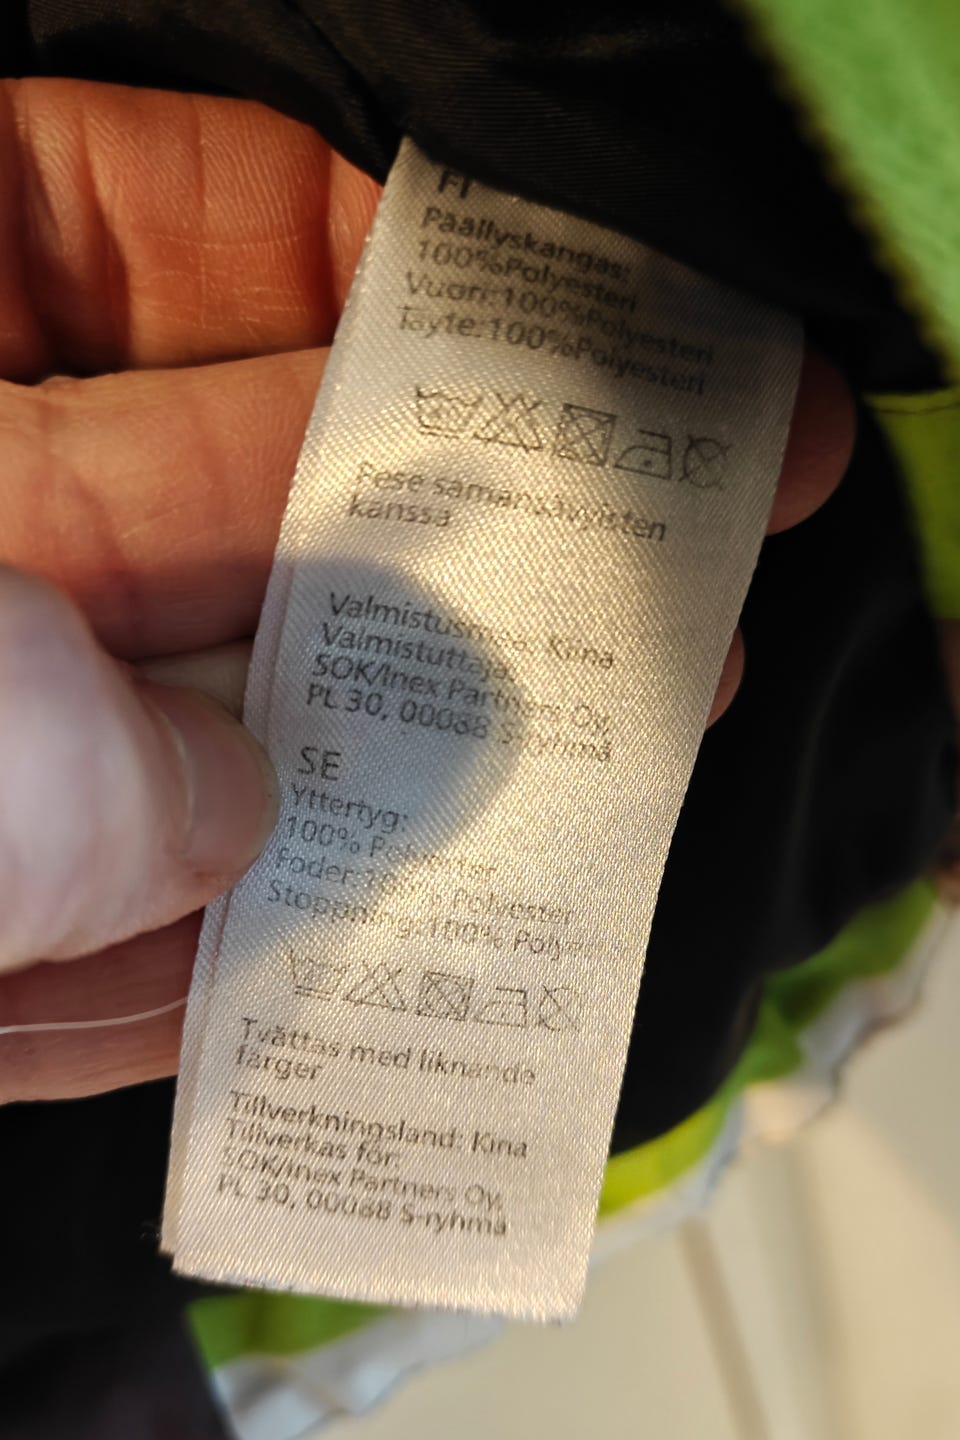 FI
Päällyskangas:
100%Polyesteri
Vuori:100%Polyesteri
Täyte:100%Polyesteri
Pese samansävyisten
kanssa
Valmistusmaa: Kiina
Valmistuttaja
SOK/Inex Partners Oy,
PL 30, 00088 S-ryhmä
SE
Yttertyg:
100% Polyester
Foder:100% Polyester
Stoppning:100% Polyester
Tvättas med liknande
färger
Tillverkningsland: Kina
Tillverkas för:
SOK/Inex Partners Oy,
PL 30, 00088 S-ryhmä